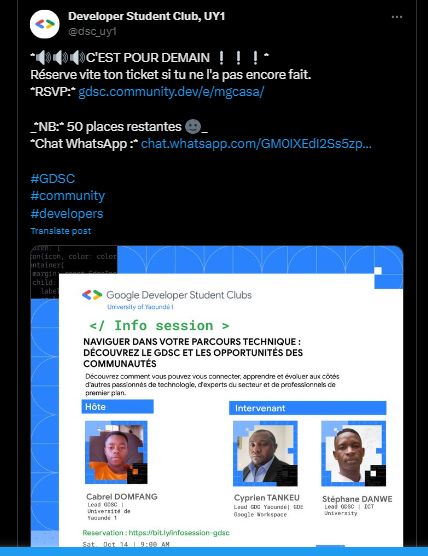 Developer Student Club, UY1
@dsc_uy1
*🔊🔊🔊C'EST POUR DEMAIN ❗❗❗*
Réserve vite ton ticket si tu ne l'a pas encore fait.
*RSVP:* gdsc.community.dev/e/mgcasa/
_*NB:* 50 places restantes 🌚_
*Chat WhatsApp :* chat.whatsapp.com/GM0IXEdI2Ss5zp...
#GDSC
#community
#developers
Translate post
Google Developer Student Clubs
University of Yaoundé I
</ Info session >
NAVIGUER DANS VOTRE PARCOURS TECHNIQUE :
DÉCOUVREZ LE GDSC ET LES OPPORTUNITÉS DES
COMMUNAUTÉS
Découvrez comment vous pouvez vous connecter, apprendre et évoluer aux côtés
d'autres passionnés de technologie, d'experts du secteur et de professionnels de
premier plan.
Hôte
Intervenant
Cabrel DOMFANG
Lead GDSC |
Université de
Yaoundé 1
Cyprien TANKEU
Lead GDG Yaoundé| GDE
Google Workspace
Stéphane DANWE
Lead GDSC | ICT
University
Registration : https://bit.ly/infosession-gdsc
Sat. Oct 14 | 9:00 AM